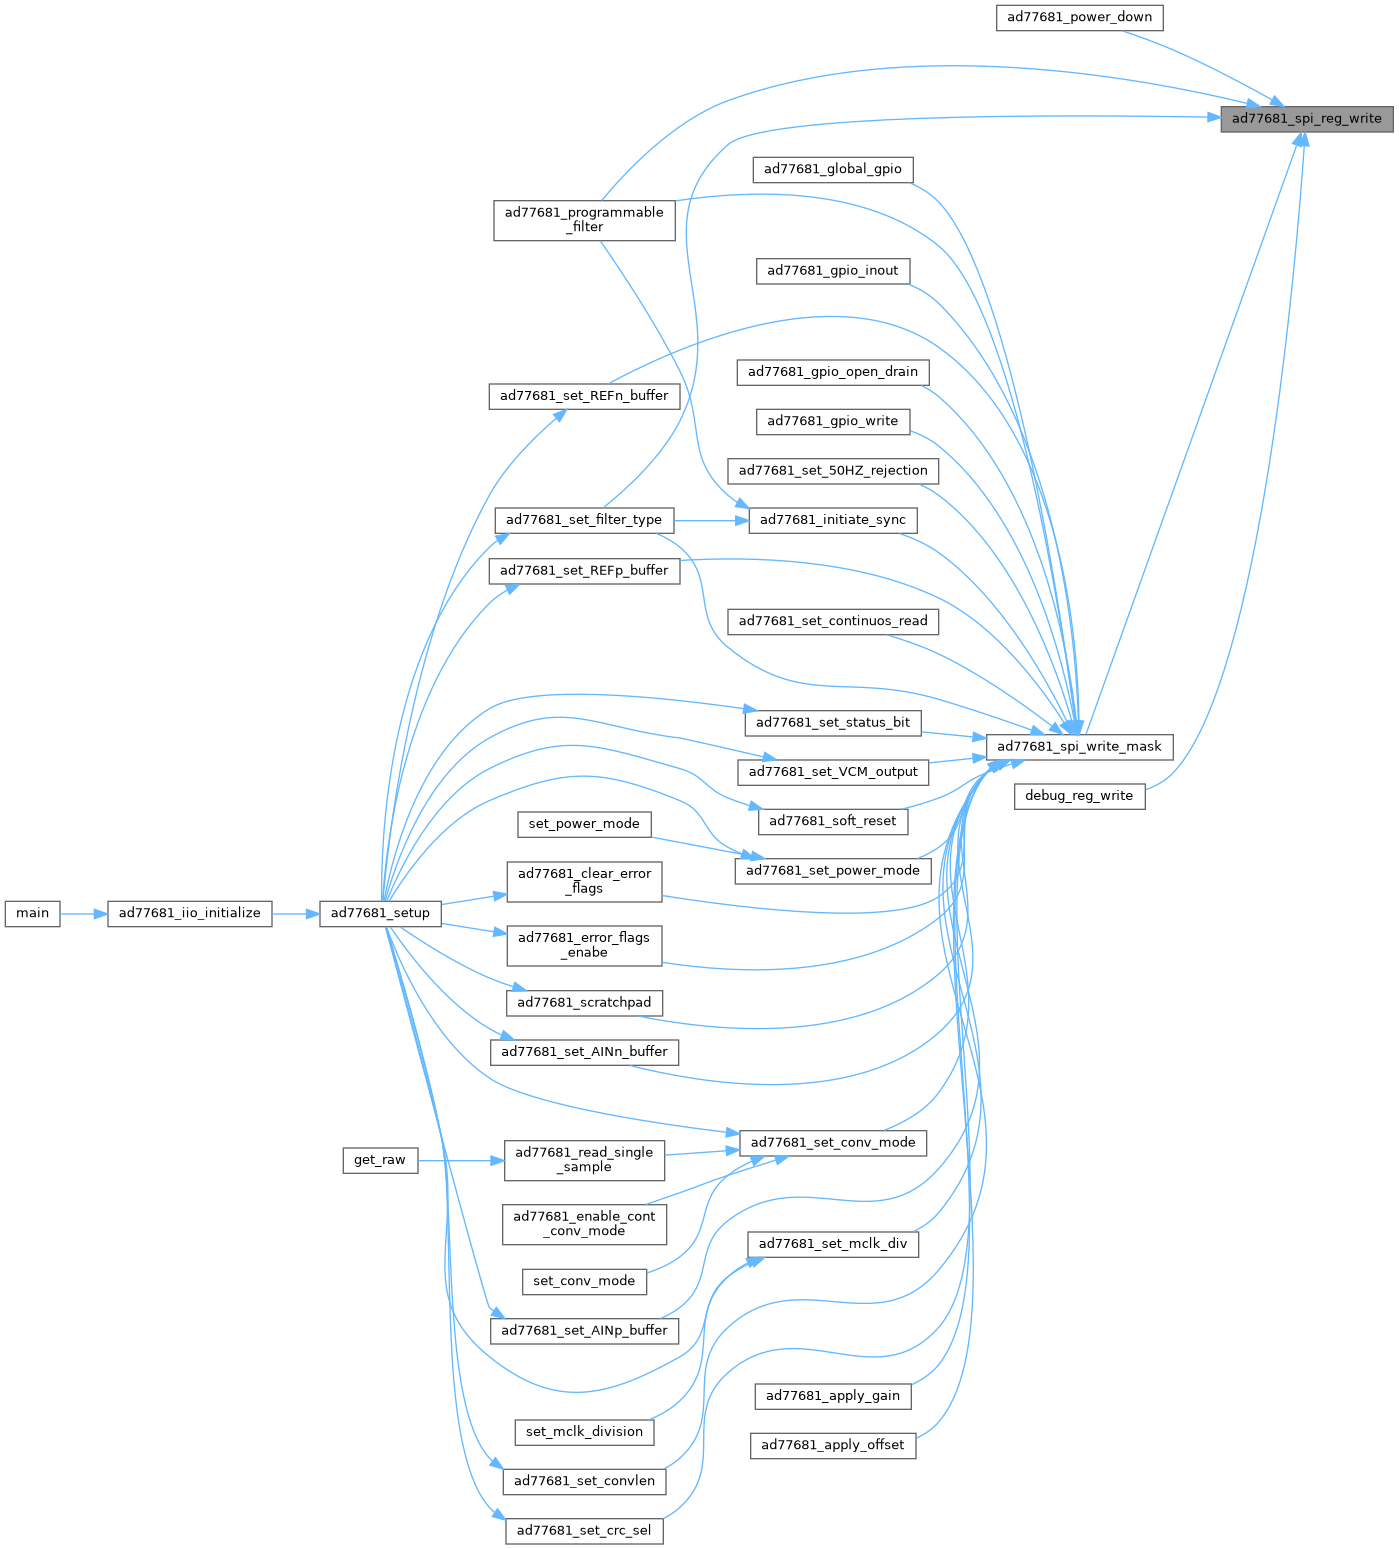 ad77681_power_down
ad77681_spi_reg_write
ad77681_global_gpio
ad77681_programmable
_filter
ad77681_gpio_inout
ad77681_gpio_open_drain
ad77681_set_REFn_buffer
ad77681_gpio_write
ad77681_set_50HZ_rejection
ad77681_set_filter_type
ad77681_initiate_sync
ad77681_set_REFp_buffer
ad77681_set_continuos_read
ad77681_set_status_bit
ad77681_spi_write_mask
ad77681_set_VCM_output
debug_reg_write
ad77681_soft_reset
set_power_mode
ad77681_set_power_mode
ad77681_clear_error
_flags
main
ad77681_iio_initialize
ad77681_setup
ad77681_error_flags
_enabe
ad77681_scratchpad
ad77681_set_AINn_buffer
ad77681_set_conv_mode
get_raw
ad77681_read_single
_sample
ad77681_enable_cont
_conv_mode
ad77681_set_mclk_div
set_conv_mode
ad77681_set_AINp_buffer
ad77681_apply_gain
set_mclk_division
ad77681_apply_offset
ad77681_set_convlen
ad77681_set_crc_sel